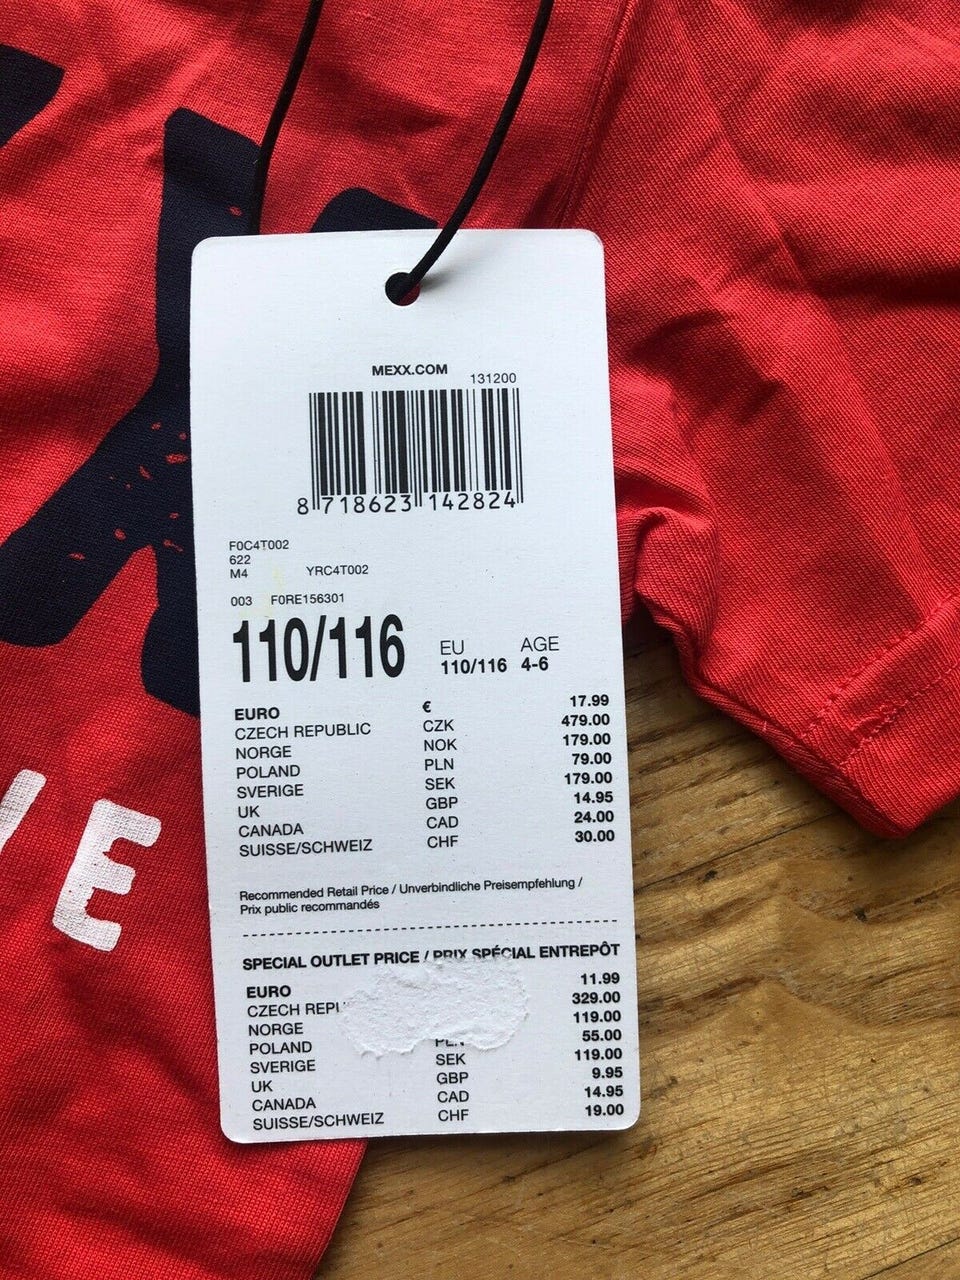 MEXX.COM
131200
8 718623 142824
F0C4T002
622
M4 YRC4T002
003 F0RE156301
110/116 EU 110/116 AGE 4-6
EURO € 17.99
CZECH REPUBLIC CZK 479.00
NORGE NOK 179.00
POLAND PLN 79.00
SVERIGE SEK 179.00
UK GBP 14.95
CANADA CAD 24.00
SUISSE/SCHWEIZ CHF 30.00
Recommended Retail Price / Unverbindliche Preisempfehlung /
Prix public recommandés
SPECIAL OUTLET PRICE / PRIX SPÉCIAL ENTREPÔT
EURO 11.99
CZECH 329.00
NORGE 119.00
POLAND PLN 55.00
SVERIGE SEK 119.00
UK GBP 9.95
CANADA CAD 14.95
SUISSE/SCHWEIZ CHF 19.00
E